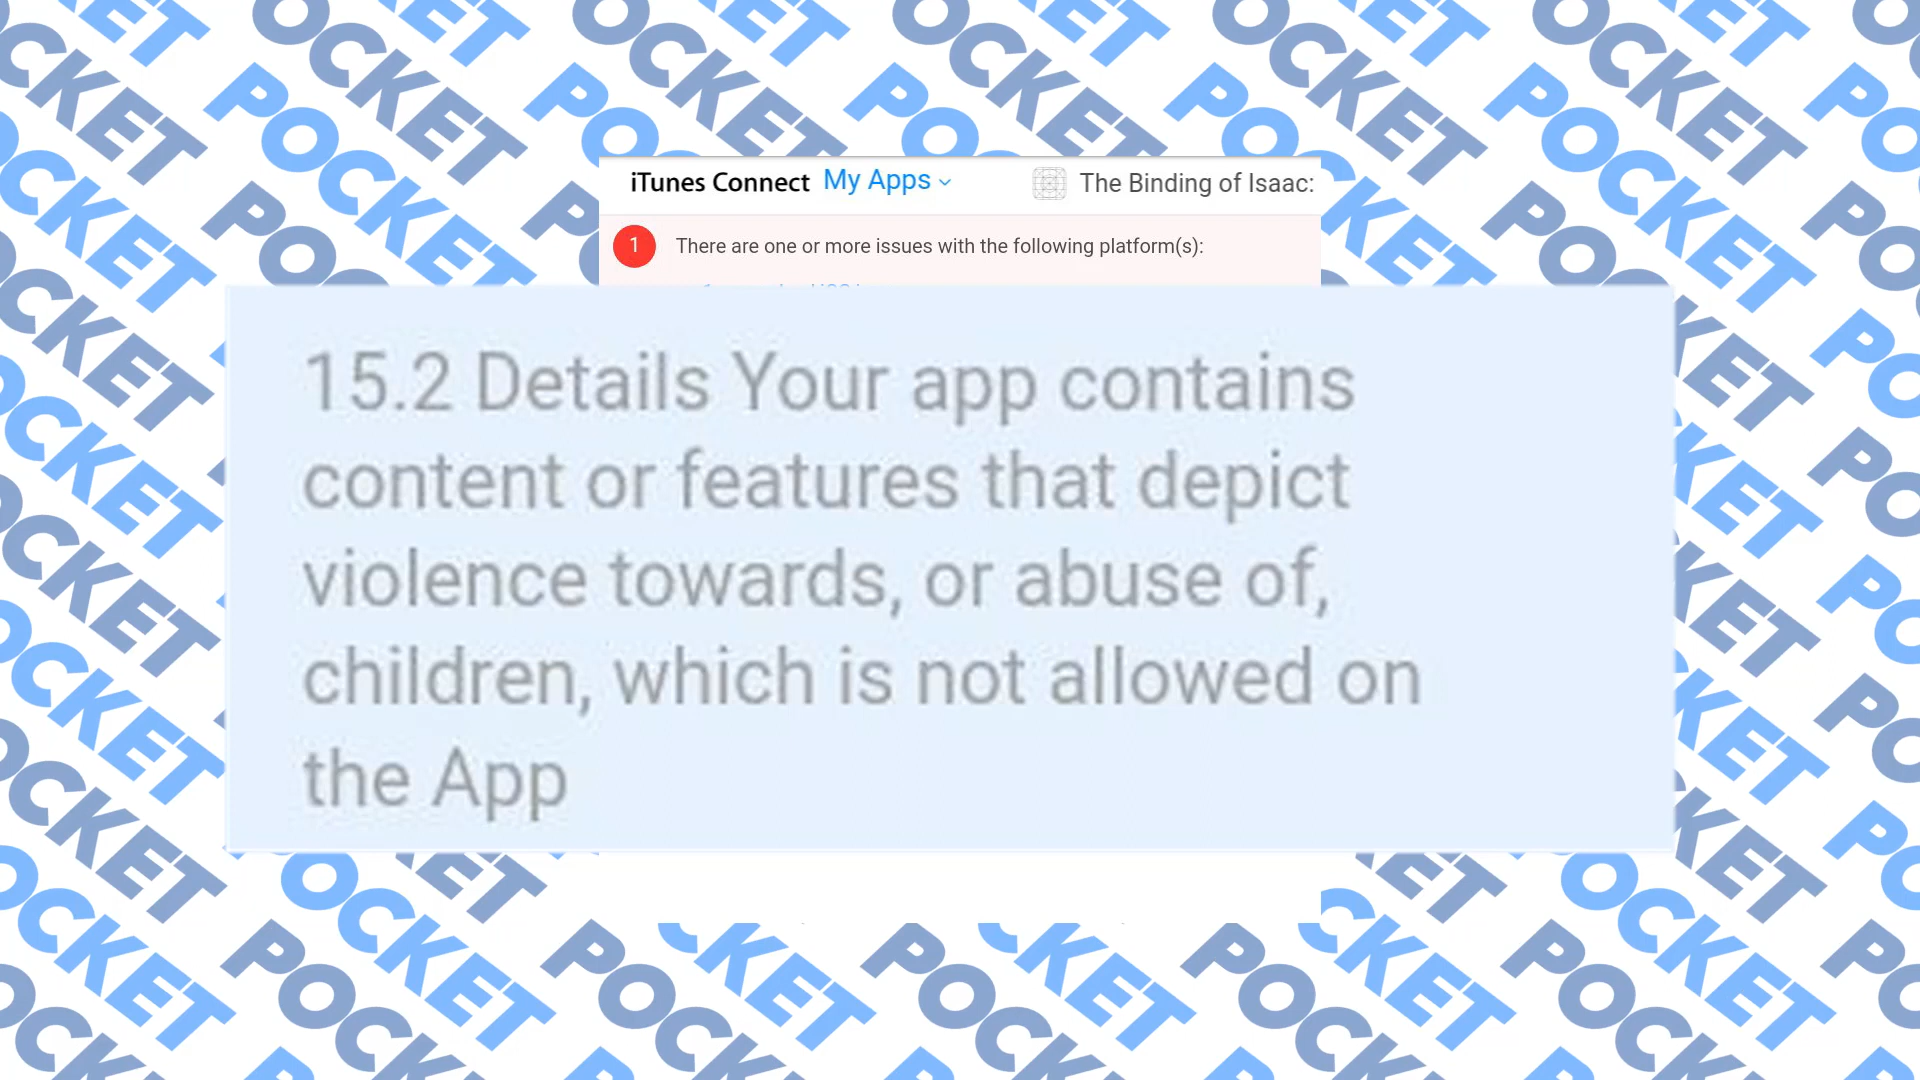 iTunes Connect My Apps The Binding of Isaac:
1 There are one or more issues with the following platform(s):
15.2 Details Your app contains
content or features that depict
violence towards, or abuse of,
children, which is not allowed on
the App
POCKET